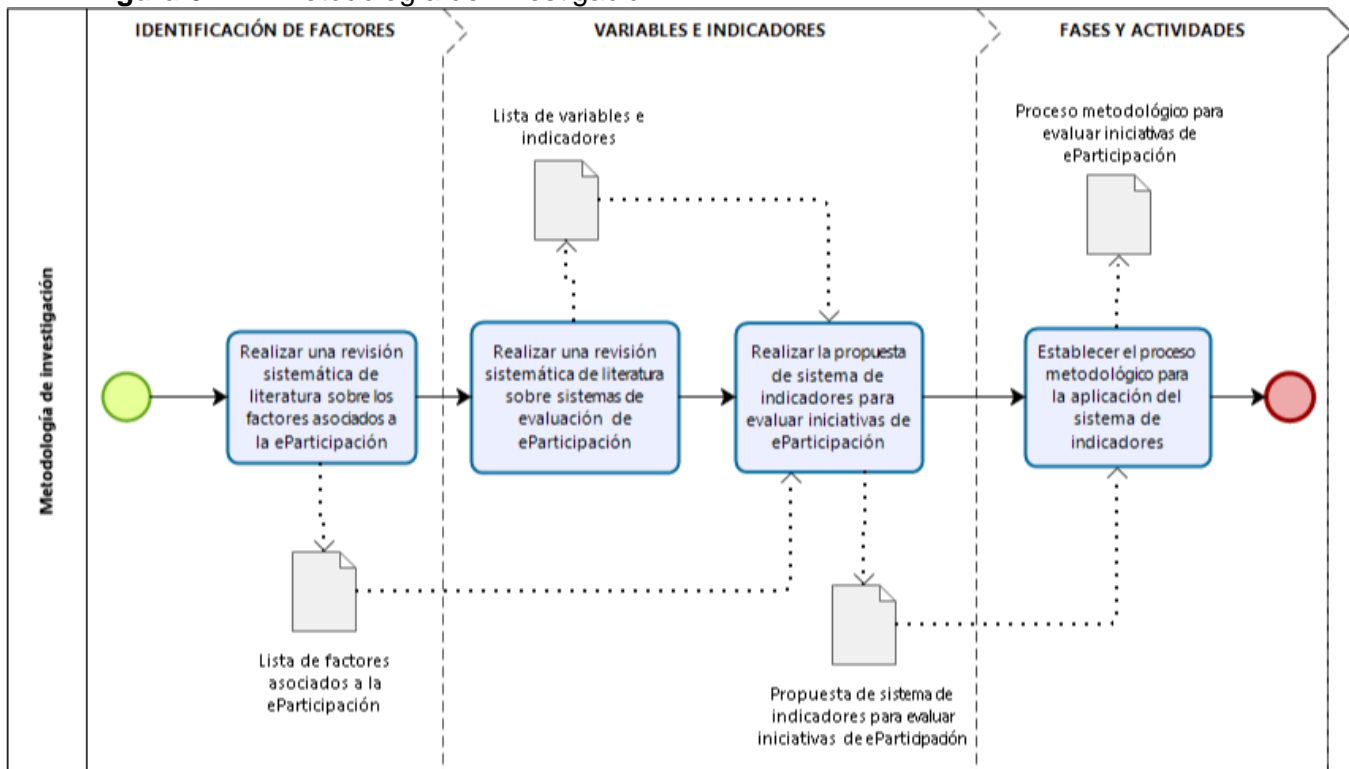 IDENTIFICACIÓN DE FACTORES
VARIABLES E INDICADORES
FASES Y ACTIVIDADES
Metodología de investigación
Lista de variables e
indicadores
Proceso metodológico para
evaluar iniciativas de
eParticipación
Realizar una revisión
sistemática de
literatura sobre los
factores asociados a
la eParticipación
Realizar una revisión
sistemática de literatura
sobre sistemas de
evaluación de
eParticipación
Realizar la propuesta
de sistema de
indicadores para
evaluar iniciativas de
eParticipación
Establecer el proceso
metodológico para
la aplicación del
sistema de
indicadores
Lista de factores
asociados a la
eParticipación
Propuesta de sistema de
indicadores para evaluar
iniciativas de eParticipación